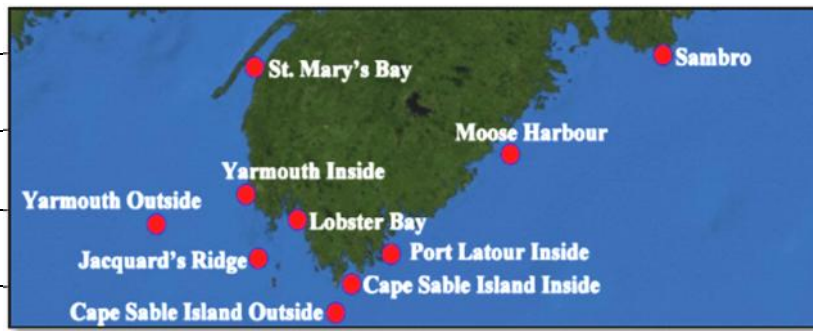 Sambro
St. Mary's Bay
Moose Harbour
Yarmouth Inside
Yarmouth Outside
Lobster Bay
Port Latour Inside
Jacquard's Ridge
Cape Sable Island Inside
Cape Sable Island Outside